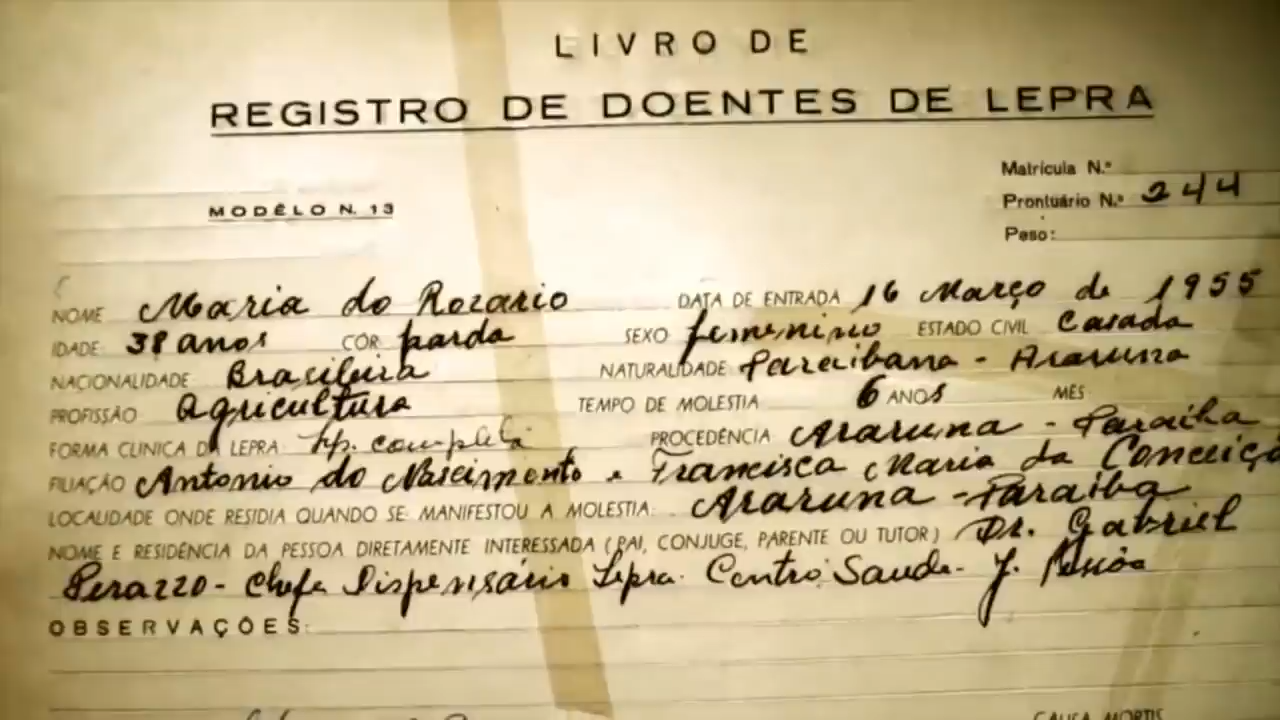 LIVRO DE
REGISTRO DE DOENTES DE LEPRA
Matrícula N.º
MODÊLO N. 13
Prontuário N.º 244
Peso:
NOME Maria do Rozario DATA DE ENTRADA 16 Março de 1955
IDADE: 38 anos CÔR parda SEXO femenino ESTADO CIVIL Casada
NACIONALIDADE Brasileira NATURALIDADE Paraibana - Araruna
PROFISSÃO Agricultura TEMPO DE MOLESTIA 6 ANOS MÊS
FORMA CLINICA DA LEPRA completa PROCEDÊNCIA Araruna - Paraiba
FILIAÇÃO Antonio do Nascimento e Francisca Maria da Conceiçã
LOCALIDADE ONDE RESIDIA QUANDO SE MANIFESTOU A MOLESTIA: Araruna - Paraiba
NOME E RESIDÊNCIA DA PESSOA DIRETAMENTE INTERESSADA (PAI, CONJUGE, PARENTE OU TUTOR) Dr. Gabriel
Perazzo - Chefe Dispensário Lepra. Centro Saude - J. Pessôa
OBSERVAÇÕES:
CAUSA MORTIS